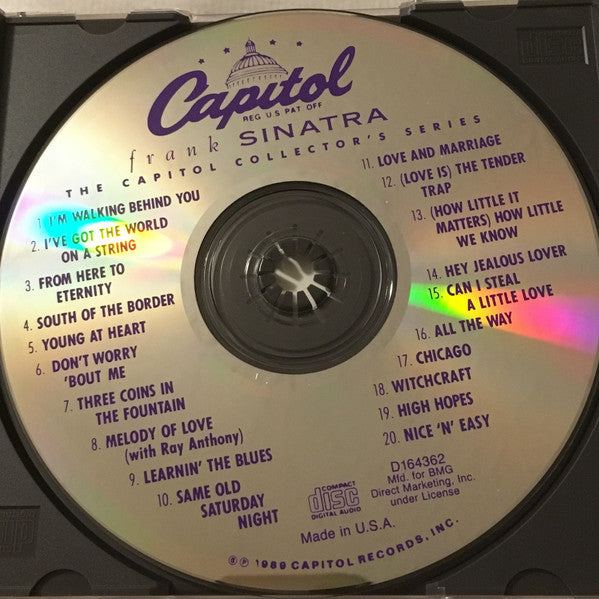 Capitol
REG. U.S. PAT. OFF.
frank SINATRA
THE CAPITOL COLLECTOR'S SERIES
1. I'M WALKING BEHIND YOU
2. I'VE GOT THE WORLD
ON A STRING
3. FROM HERE TO
ETERNITY
4. SOUTH OF THE BORDER
5. YOUNG AT HEART
6. DON'T WORRY
'BOUT ME
7. THREE COINS IN
THE FOUNTAIN
8. MELODY OF LOVE
(with Ray Anthony)
9. LEARNIN' THE BLUES
10. SAME OLD
SATURDAY
NIGHT
11. LOVE AND MARRIAGE
12. (LOVE IS) THE TENDER
TRAP
13. (HOW LITTLE IT
MATTERS) HOW LITTLE
WE KNOW
14. HEY JEALOUS LOVER
15. CAN I STEAL
A LITTLE LOVE
16. ALL THE WAY
17. CHICAGO
18. WITCHCRAFT
19. HIGH HOPES
20. NICE 'N' EASY
D164362
Mfd. for BMG
Direct Marketing, Inc.
under License
COMPACT
disc
DIGITAL AUDIO
Made in U.S.A.
© ℗ 1989 CAPITOL RECORDS, INC.